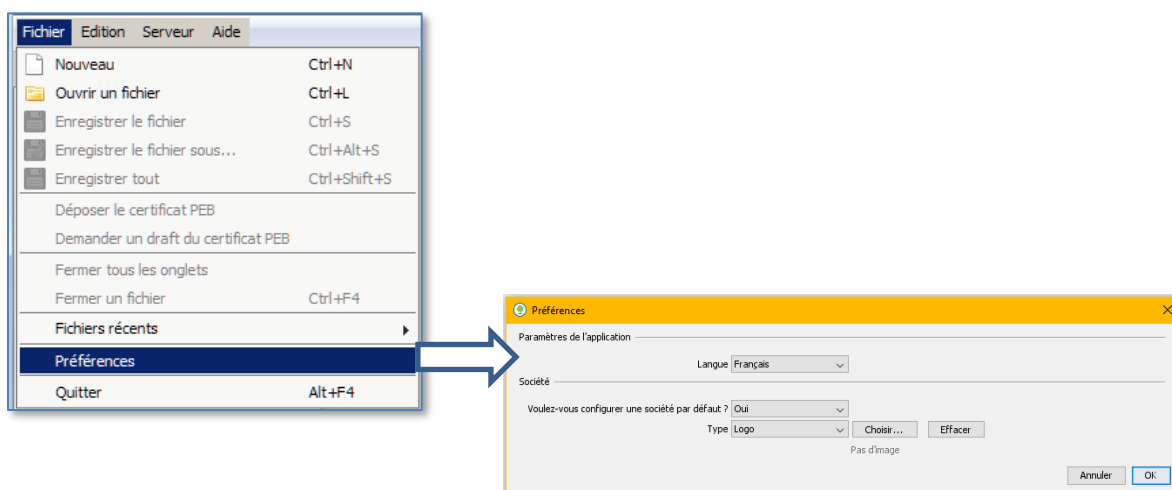 Fichier Edition Serveur Aide
Nouveau Ctrl+N
Ouvrir un fichier Ctrl+L
Enregistrer le fichier Ctrl+S
Enregistrer le fichier sous... Ctrl+Alt+S
Enregistrer tout Ctrl+Shift+S
Déposer le certificat PEB
Demander un draft du certificat PEB
Fermer tous les onglets
Fermer un fichier Ctrl+F4
Fichiers récents
Préférences
Quitter Alt+F4
Préférences
Paramètres de l'application
Langue Français
Société
Voulez-vous configurer une société par défaut ? Oui
Type Logo Choisir... Effacer
Pas d'image
Annuler OK